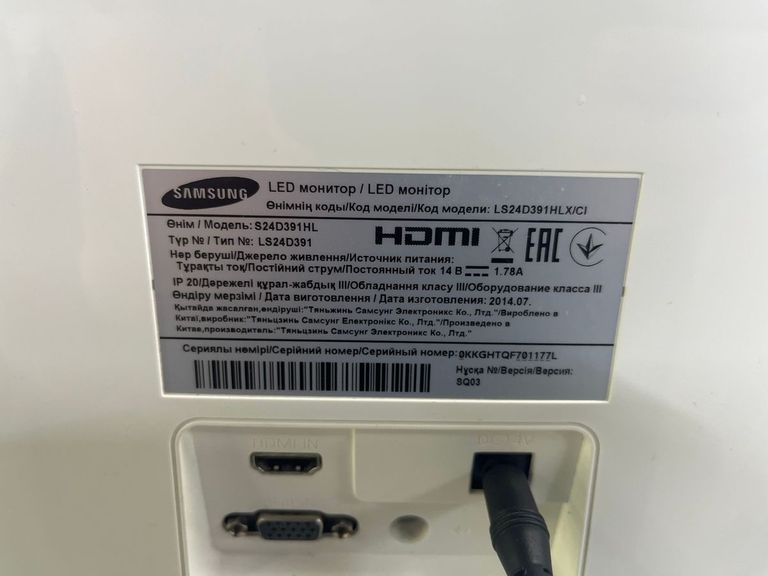 SAMSUNG
LED монитор / LED монітор
Өнімнің коды/Код моделі/Код модели: LS24D391HLX/CI
Өнім / Модель: S24D391HL
HDMI
EAC
Түр № / Тип №: LS24D391
Нәр беруші/Джерело живлення/Источник питания:
Тұрақты тоқ/Постійний струм/Постоянный ток 14 В 1.78A
IP 20/Дәрежелі құрал-жабдық III/Обладнання класу III/Оборудование класса III
Өндіру мерзімі / Дата виготовлення / Дата изготовления: 2014.07.
Қытайда жасалған,өндіруші:"Тяньжинь Самсунг Электроникс Ко., Лтд."/Вироблено в
Китаї,виробник:"Тяньцзинь Самсунг Електронікс Ко., Лтд."/Произведено в
Китае,производитель:"Тяньцзинь Самсунг Электроникс Ко., Лтд."
Сериялы нөмірі/Серійний номер/Серийный номер: 0KKGHTQF701177L
Нұсқа №/Версія/Версия:
SQ03
HDMI IN
DC 14V